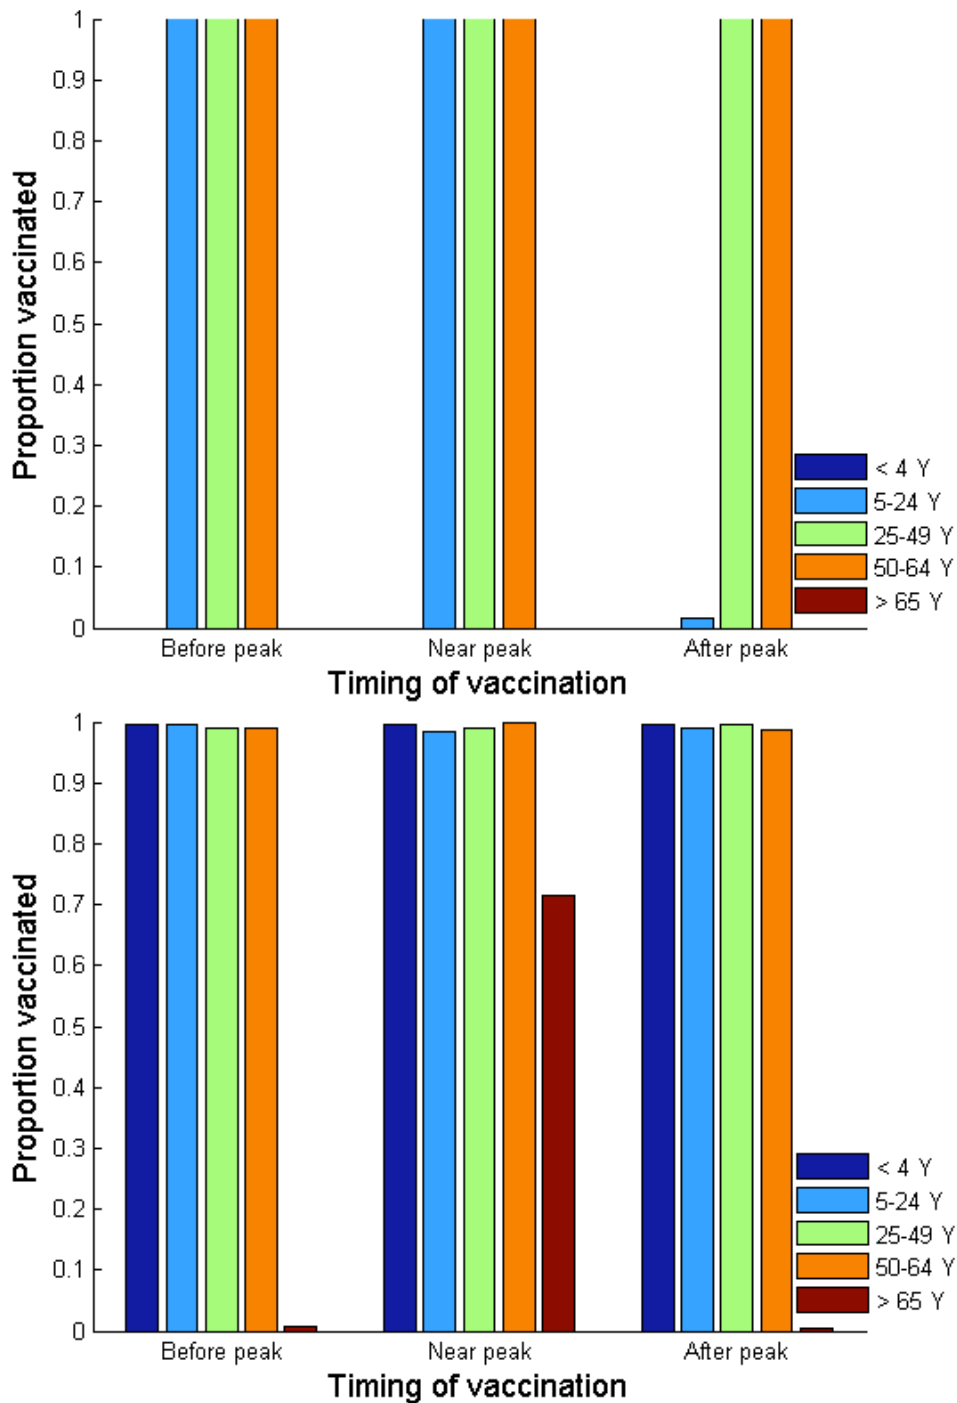 1
0.9
0.8
0.7
0.6
0.5
0.4
0.3
0.2
0.1
0
Proportion vaccinated
< 4 Y
5-24 Y
25-49 Y
50-64 Y
> 65 Y
Before peak Near peak After peak
Timing of vaccination
1
0.9
0.8
0.7
0.6
0.5
0.4
0.3
0.2
0.1
0
Proportion vaccinated
< 4 Y
5-24 Y
25-49 Y
50-64 Y
> 65 Y
Before peak Near peak After peak
Timing of vaccination